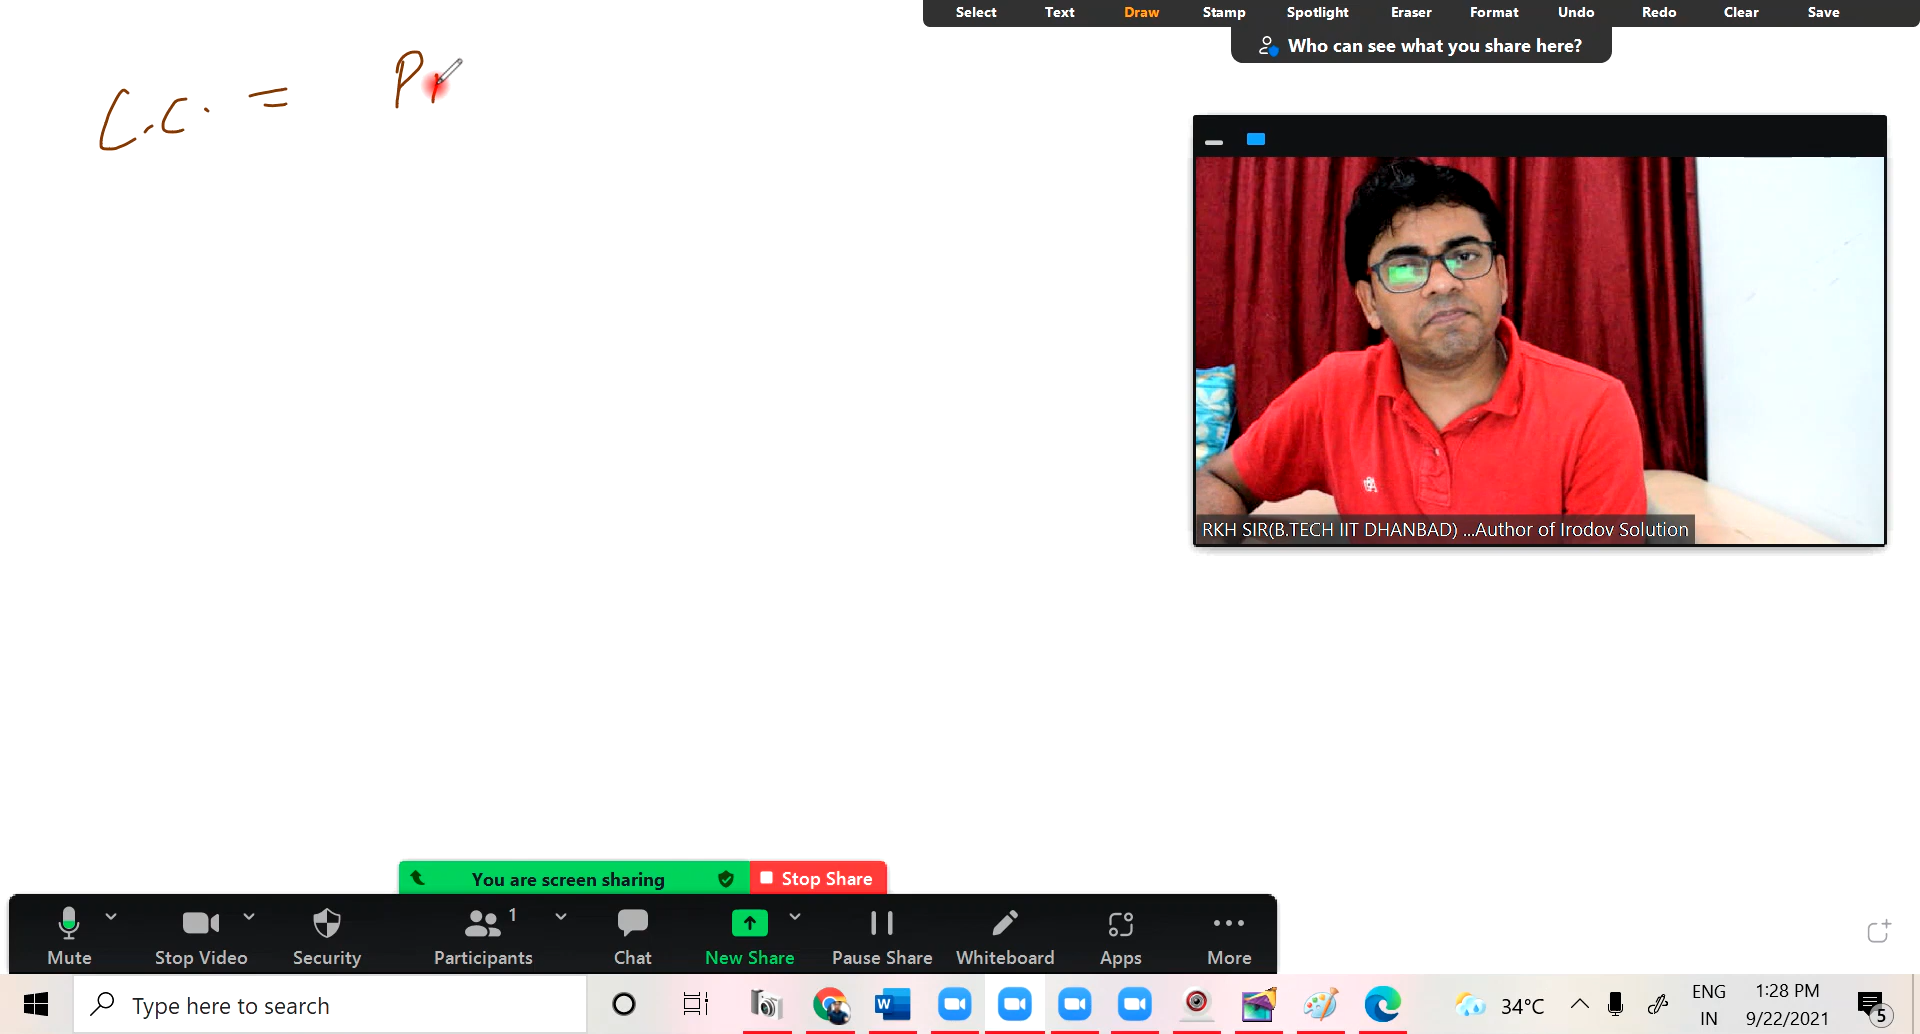 Select Text Draw Stamp Spotlight Eraser Format Undo Redo Clear Save
Who can see what you share here?
L.C. =
RKH SIR(B.TECH IIT DHANBAD) ...Author of Irodov Solution
You are screen sharing Stop Share
1
Mute Stop Video Security Participants Chat New Share Pause Share Whiteboard Apps More
Type here to search
34°C
ENG
IN
1:28 PM
9/22/2021
5